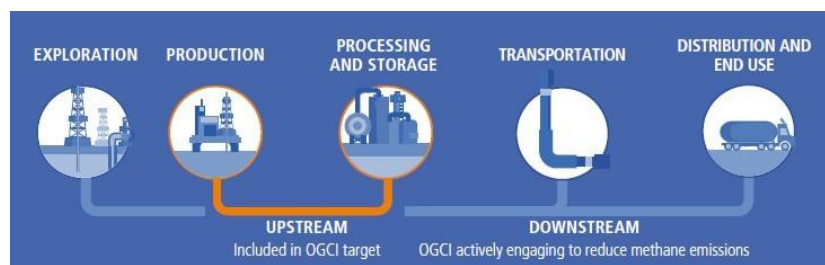 EXPLORATION
PRODUCTION
PROCESSING
AND STORAGE
TRANSPORTATION
DISTRIBUTION AND
END USE
UPSTREAM
Included in OGCI target
DOWNSTREAM
OGCI actively engaging to reduce methane emissions